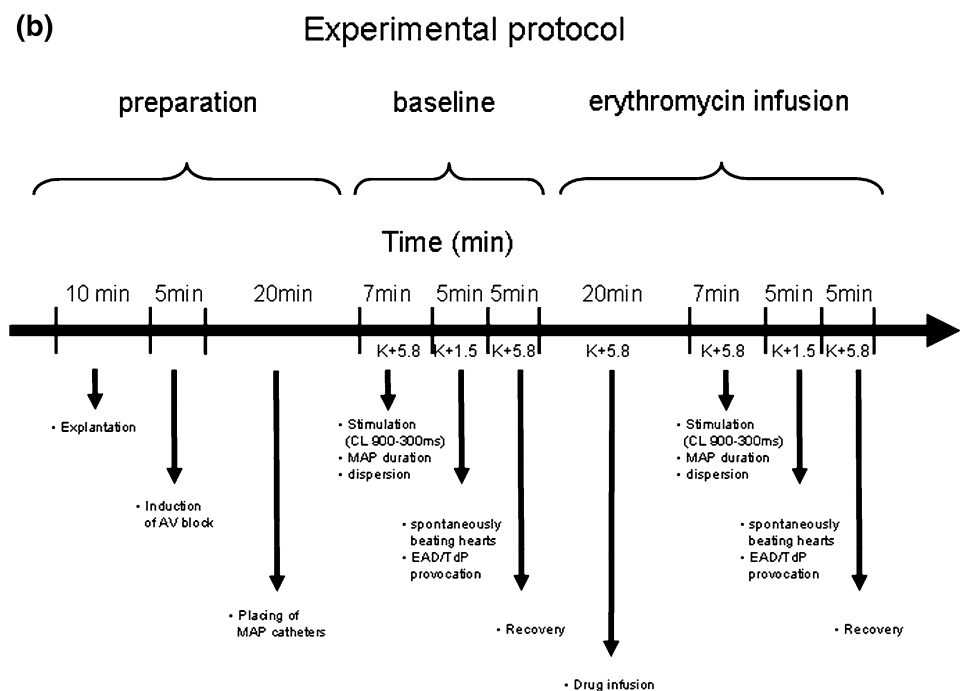 (b)
Experimental protocol
preparation
baseline
erythromycin infusion
Time (min)
10 min
5min
20min
7min
5min
5min
20min
7min
5min
5min
K+5.8
K+1.5
K+5.8
K+5.8
K+5.8
K+1.5
K+5.8
• Explantation
• Induction
of AV block
• Placing of
MAP catheters
• Stimulation
(CL 900-300ms)
• MAP duration
• dispersion
• spontaneously
beating hearts
• EAD/TdP
provocation
• Recovery
• Drug infusion
• Stimulation
(CL 900-300ms)
• MAP duration
• dispersion
• spontaneously
beating hearts
• EAD/TdP
provocation
• Recovery